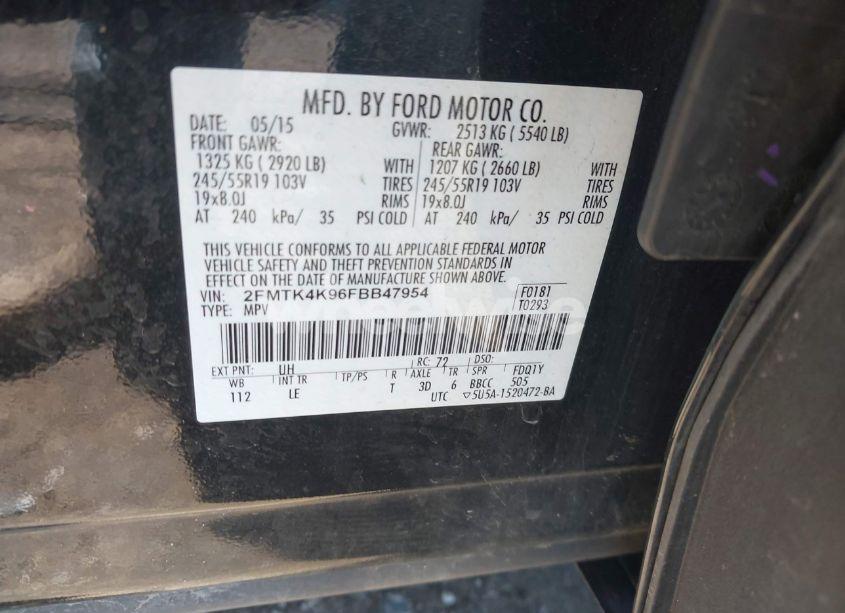 MFD. BY FORD MOTOR CO.
DATE: 05/15 GVWR: 2513 KG ( 5540 LB)
FRONT GAWR: REAR GAWR:
1325 KG ( 2920 LB) WITH 1207 KG ( 2660 LB) WITH
245/55R19 103V TIRES 245/55R19 103V TIRES
19x8.0J RIMS 19x8.0J RIMS
AT 240 kPa/ 35 PSI COLD AT 240 kPa/ 35 PSI COLD
THIS VEHICLE CONFORMS TO ALL APPLICABLE FEDERAL MOTOR
VEHICLE SAFETY AND THEFT PREVENTION STANDARDS IN
EFFECT ON THE DATE OF MANUFACTURE SHOWN ABOVE.
VIN: 2FMTK4K96FBB47954 F0181
TYPE: MPV T0293
EXT PNT: UH RC: 72 DSO: FDQ1Y
WB INT TR TP/PS R AXLE TR SPR 505
112 LE T 3D 6 BBCC
UTC ▽5U5A-1520472-BA